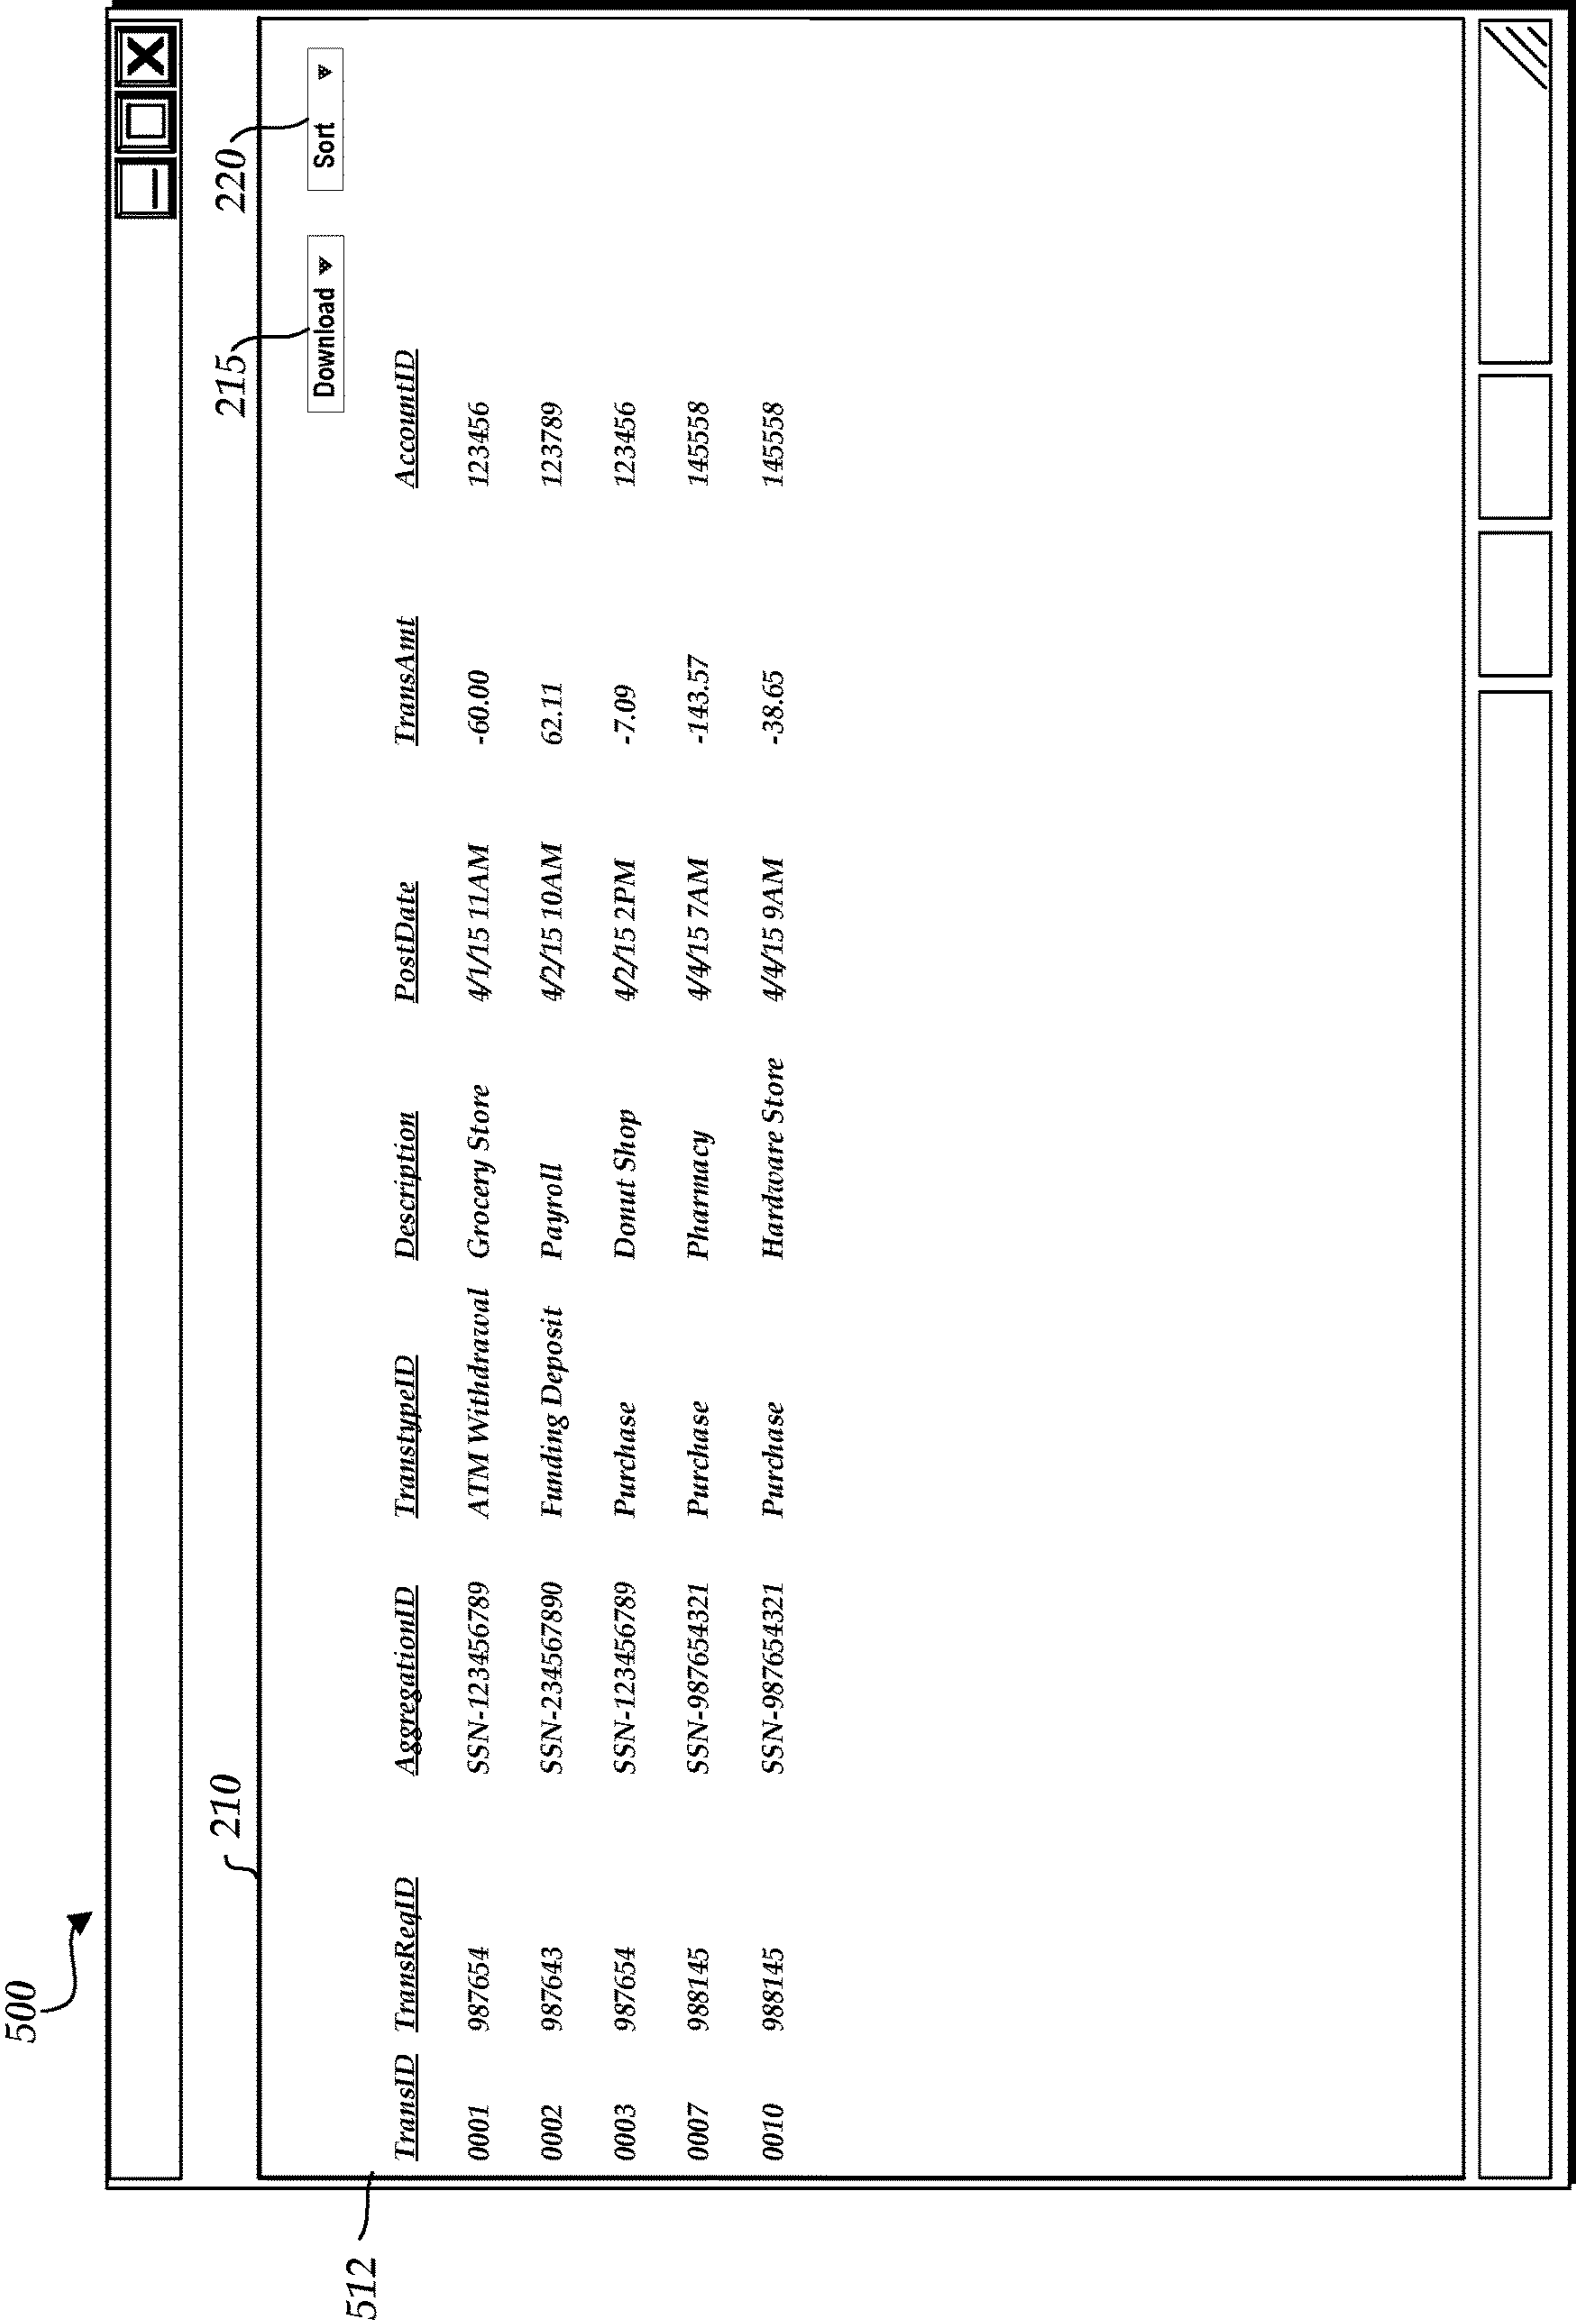 500
210
215
220
Download
Sort
512
TransID TransReqID AggregationID TranstypeID Description PostDate TransAmt AccountID
0001 987654 SSN-123456789 ATM Withdrawal Grocery Store 4/1/15 11AM -60.00 123456
0002 987643 SSN-234567890 Funding Deposit Payroll 4/2/15 10AM 62.11 123789
0003 987654 SSN-123456789 Purchase Donut Shop 4/2/15 2PM -7.09 123456
0007 988145 SSN-987654321 Purchase Pharmacy 4/4/15 7AM -143.57 145558
0010 988145 SSN-987654321 Purchase Hardware Store 4/4/15 9AM -38.65 145558